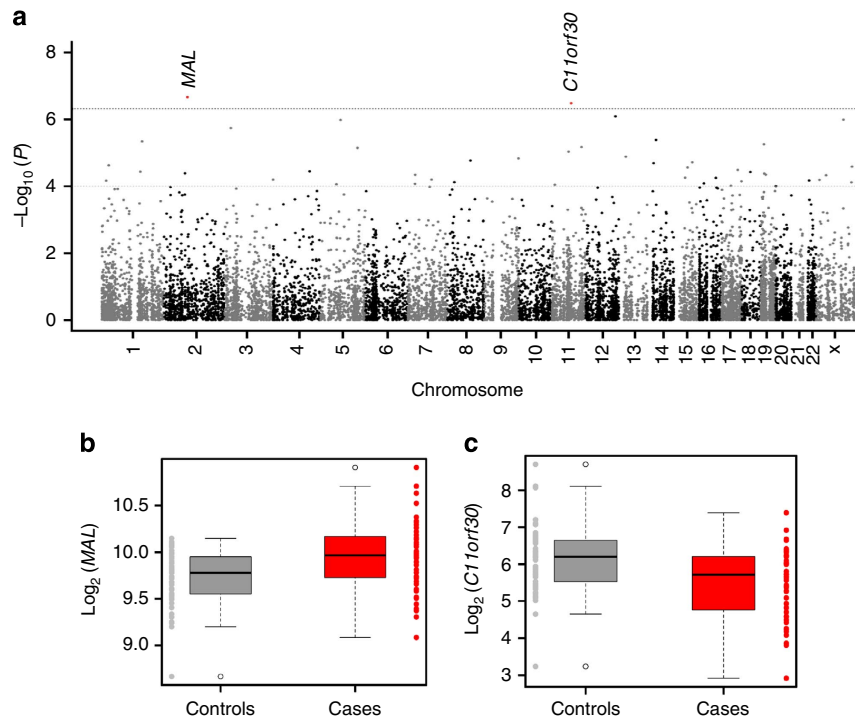 a
8
6
4
2
0
–Log10 (P)
MAL
C11orf30
1
2
3
4
5
6
7
8
9
10
11
12
13
14
15
16
17
18
19
20
21
22
x
Chromosome
b
10.5
10.0
9.5
9.0
Log2 (MAL)
Controls
Cases
c
8
7
6
5
4
3
Log2 (C11orf30)
Controls
Cases